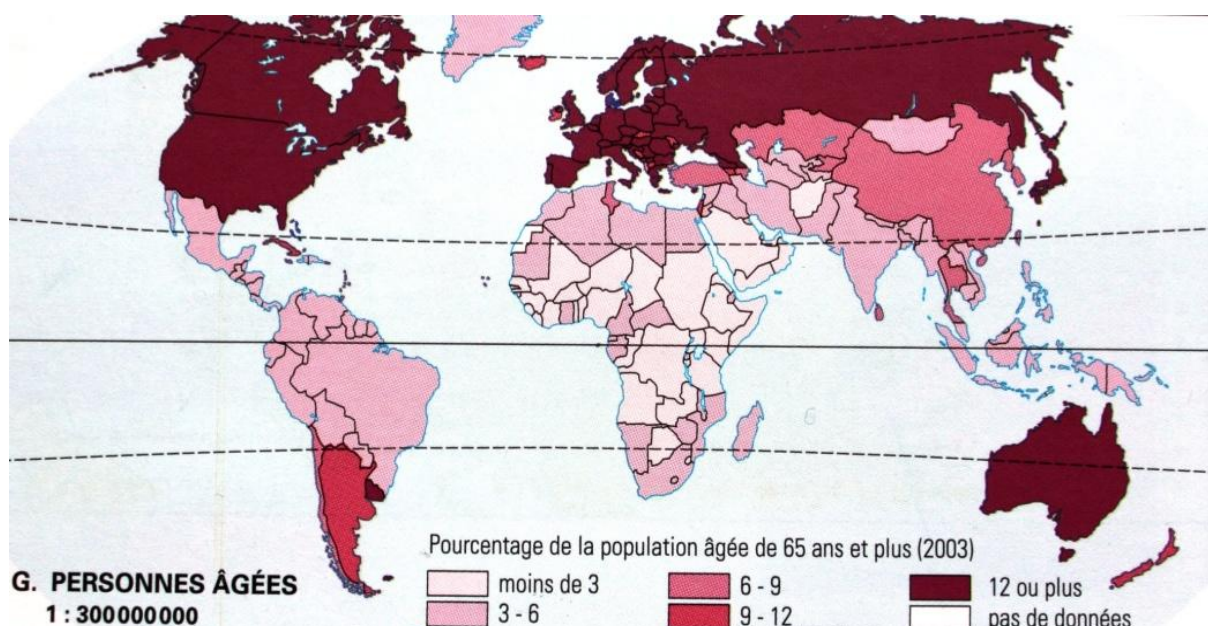 Pourcentage de la population âgée de 65 ans et plus (2003)
G. PERSONNES ÂGÉES
1 : 300 000 000
moins de 3
3 - 6
6 - 9
9 - 12
12 ou plus
pas de données